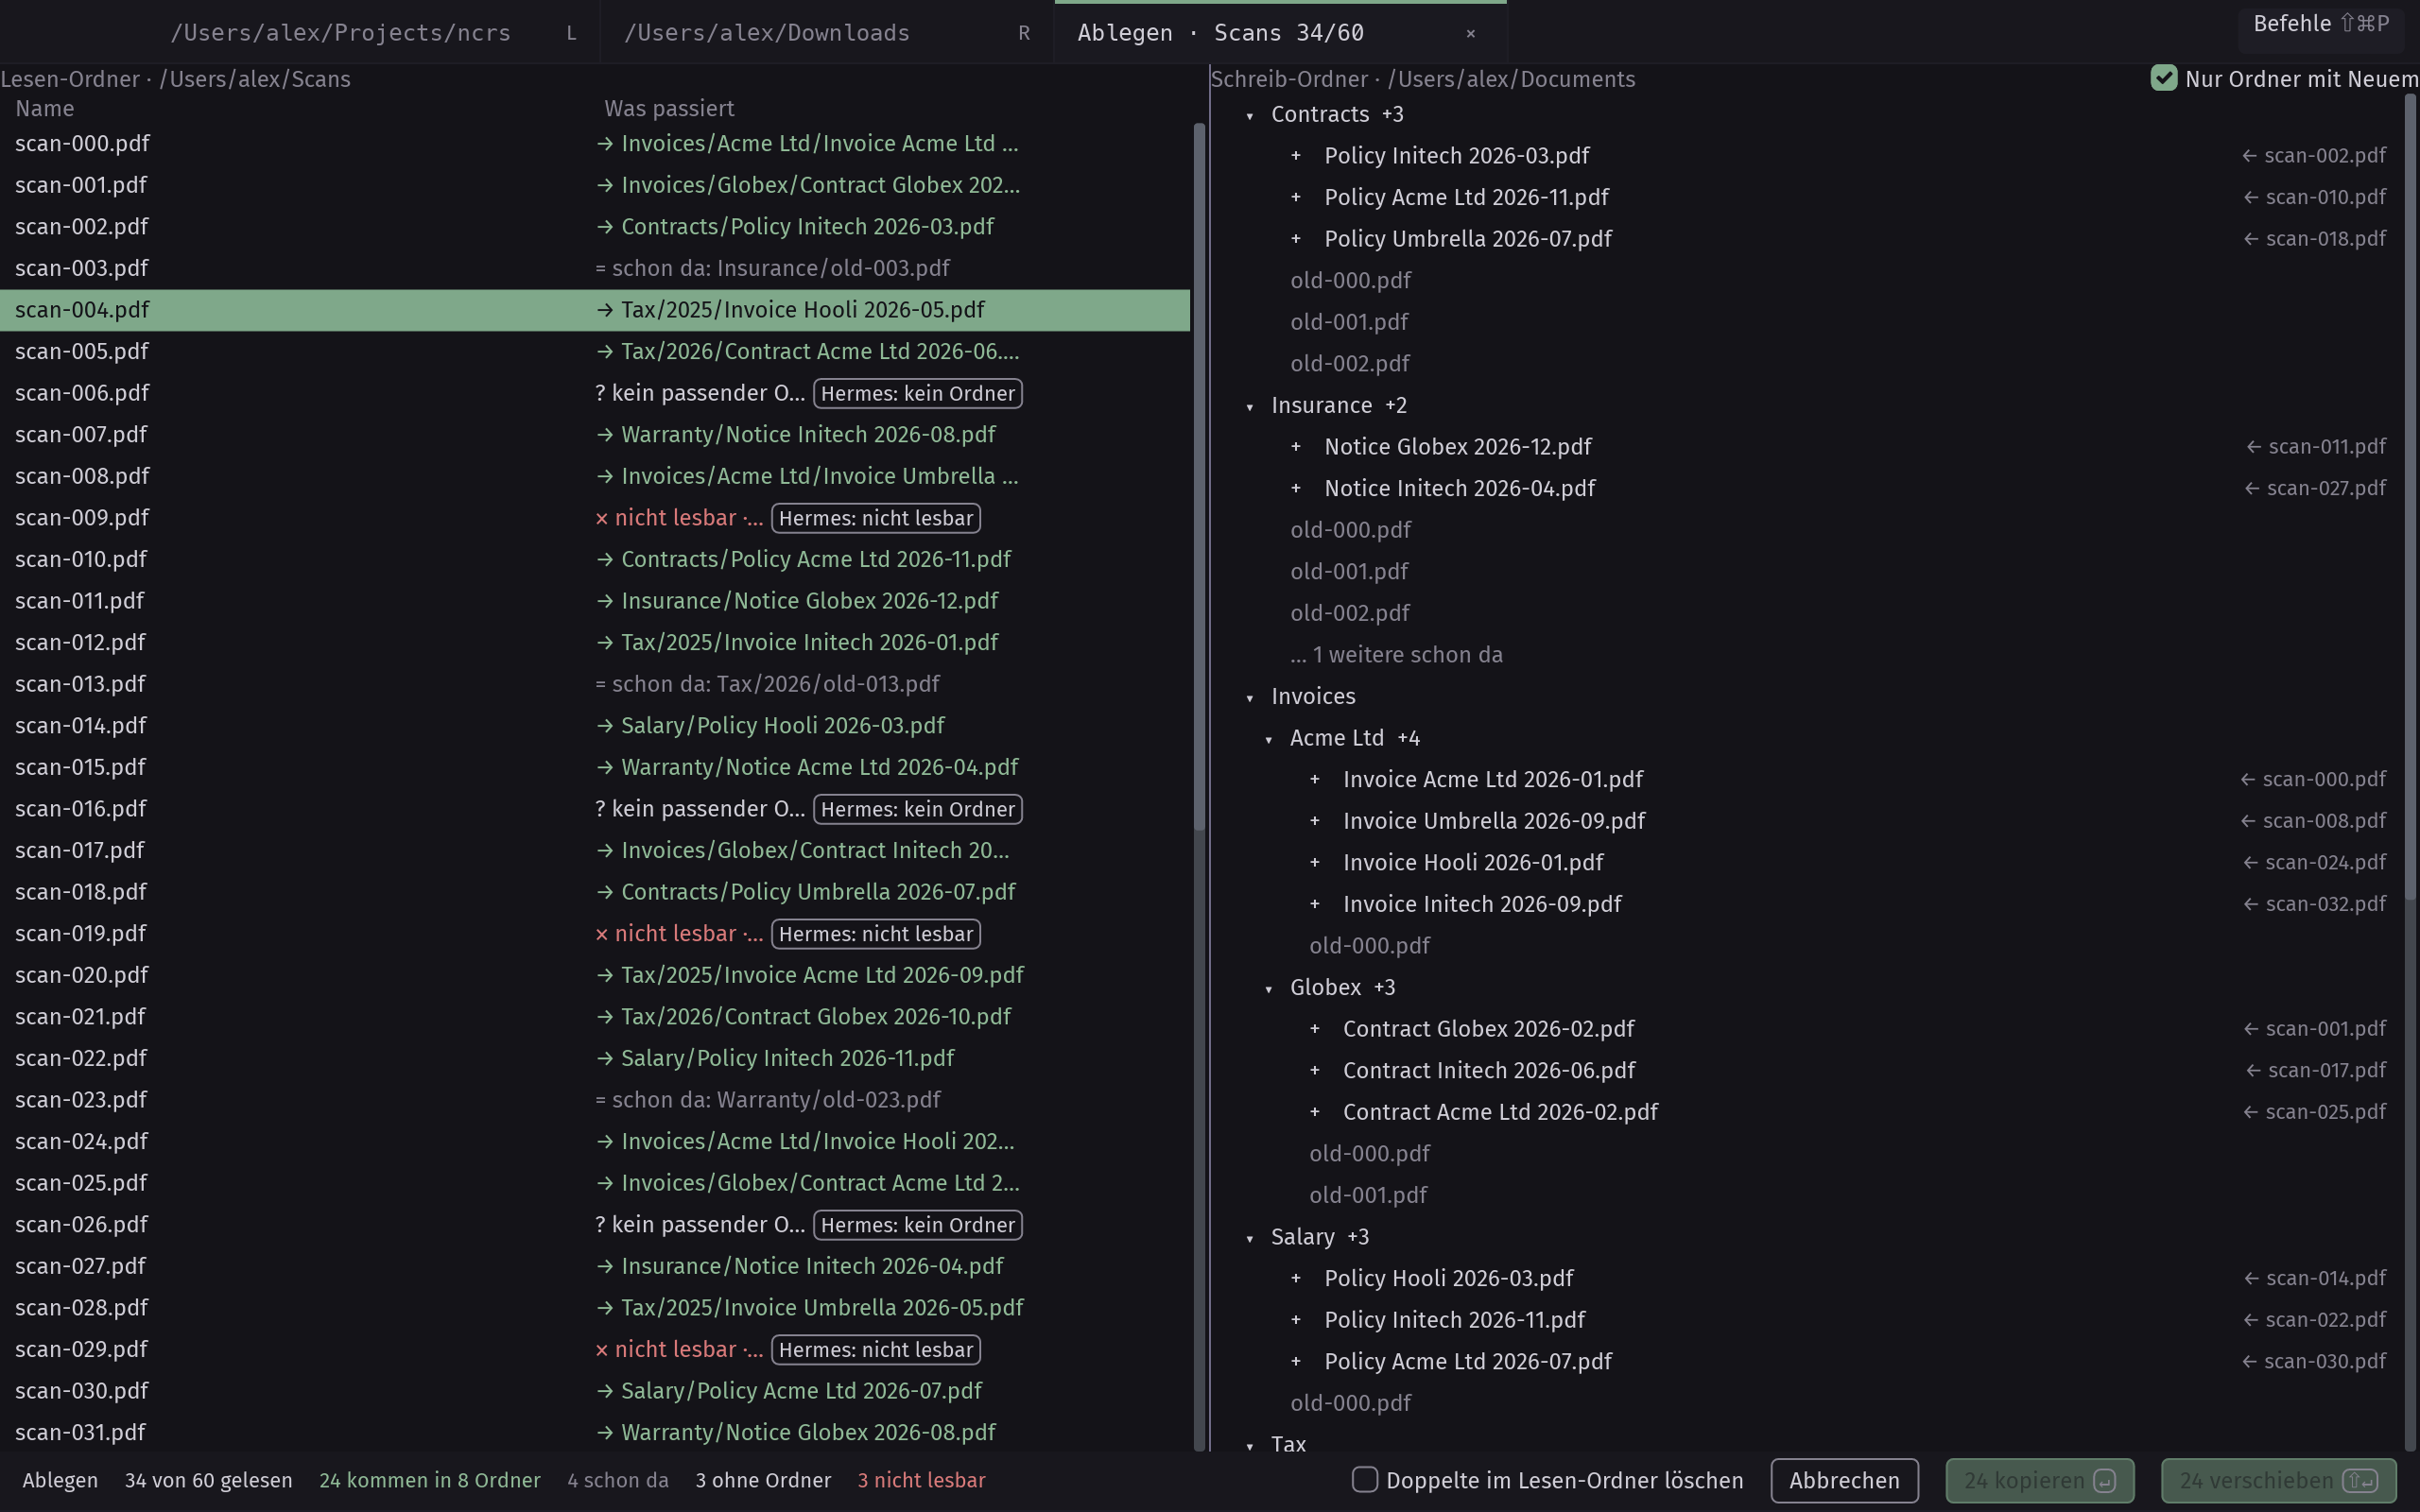 /Users/alex/Projects/ncrs L /Users/alex/Downloads R Ablegen · Scans 34/60 × Befehle ⇧⌘P
Lesen-Ordner · /Users/alex/Scans
Name Was passiert
scan-000.pdf → Invoices/Acme Ltd/Invoice Acme Ltd ...
scan-001.pdf → Invoices/Globex/Contract Globex 202...
scan-002.pdf → Contracts/Policy Initech 2026-03.pdf
scan-003.pdf = schon da: Insurance/old-003.pdf
scan-004.pdf → Tax/2025/Invoice Hooli 2026-05.pdf
scan-005.pdf → Tax/2026/Contract Acme Ltd 2026-06....
scan-006.pdf ? kein passender O... Hermes: kein Ordner
scan-007.pdf → Warranty/Notice Initech 2026-08.pdf
scan-008.pdf → Invoices/Acme Ltd/Invoice Umbrella ...
scan-009.pdf × nicht lesbar ·... Hermes: nicht lesbar
scan-010.pdf → Contracts/Policy Acme Ltd 2026-11.pdf
scan-011.pdf → Insurance/Notice Globex 2026-12.pdf
scan-012.pdf → Tax/2025/Invoice Initech 2026-01.pdf
scan-013.pdf = schon da: Tax/2026/old-013.pdf
scan-014.pdf → Salary/Policy Hooli 2026-03.pdf
scan-015.pdf → Warranty/Notice Acme Ltd 2026-04.pdf
scan-016.pdf ? kein passender O... Hermes: kein Ordner
scan-017.pdf → Invoices/Globex/Contract Initech 20...
scan-018.pdf → Contracts/Policy Umbrella 2026-07.pdf
scan-019.pdf × nicht lesbar ·... Hermes: nicht lesbar
scan-020.pdf → Tax/2025/Invoice Acme Ltd 2026-09.pdf
scan-021.pdf → Tax/2026/Contract Globex 2026-10.pdf
scan-022.pdf → Salary/Policy Initech 2026-11.pdf
scan-023.pdf = schon da: Warranty/old-023.pdf
scan-024.pdf → Invoices/Acme Ltd/Invoice Hooli 202...
scan-025.pdf → Invoices/Globex/Contract Acme Ltd 2...
scan-026.pdf ? kein passender O... Hermes: kein Ordner
scan-027.pdf → Insurance/Notice Initech 2026-04.pdf
scan-028.pdf → Tax/2025/Invoice Umbrella 2026-05.pdf
scan-029.pdf × nicht lesbar ·... Hermes: nicht lesbar
scan-030.pdf → Salary/Policy Acme Ltd 2026-07.pdf
scan-031.pdf → Warranty/Notice Globex 2026-08.pdf
Schreib-Ordner · /Users/alex/Documents Nur Ordner mit Neuem
▾ Contracts +3
+ Policy Initech 2026-03.pdf ← scan-002.pdf
+ Policy Acme Ltd 2026-11.pdf ← scan-010.pdf
+ Policy Umbrella 2026-07.pdf ← scan-018.pdf
old-000.pdf
old-001.pdf
old-002.pdf
▾ Insurance +2
+ Notice Globex 2026-12.pdf ← scan-011.pdf
+ Notice Initech 2026-04.pdf ← scan-027.pdf
old-000.pdf
old-001.pdf
old-002.pdf
... 1 weitere schon da
▾ Invoices
▾ Acme Ltd +4
+ Invoice Acme Ltd 2026-01.pdf ← scan-000.pdf
+ Invoice Umbrella 2026-09.pdf ← scan-008.pdf
+ Invoice Hooli 2026-01.pdf ← scan-024.pdf
+ Invoice Initech 2026-09.pdf ← scan-032.pdf
old-000.pdf
▾ Globex +3
+ Contract Globex 2026-02.pdf ← scan-001.pdf
+ Contract Initech 2026-06.pdf ← scan-017.pdf
+ Contract Acme Ltd 2026-02.pdf ← scan-025.pdf
old-000.pdf
old-001.pdf
▾ Salary +3
+ Policy Hooli 2026-03.pdf ← scan-014.pdf
+ Policy Initech 2026-11.pdf ← scan-022.pdf
+ Policy Acme Ltd 2026-07.pdf ← scan-030.pdf
old-000.pdf
▾ Tax
Ablegen 34 von 60 gelesen 24 kommen in 8 Ordner 4 schon da 3 ohne Ordner 3 nicht lesbar Doppelte im Lesen-Ordner löschen Abbrechen 24 kopieren ↵ 24 verschieben ⇧↵